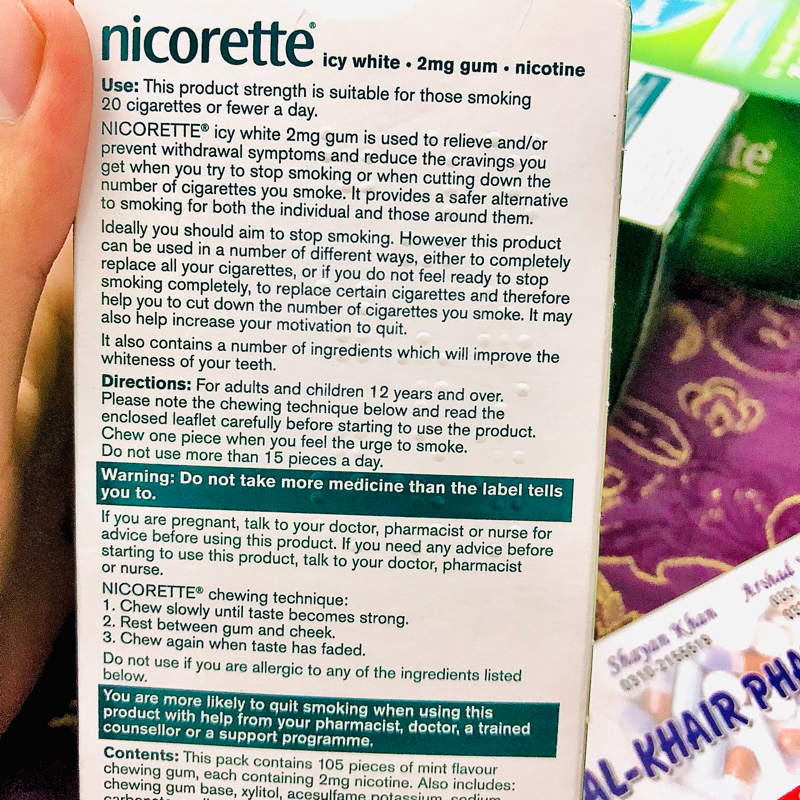 nicorette® icy white • 2mg gum • nicotine
Use: This product strength is suitable for those smoking
20 cigarettes or fewer a day.
NICORETTE® icy white 2mg gum is used to relieve and/or
prevent withdrawal symptoms and reduce the cravings you
get when you try to stop smoking or when cutting down the
number of cigarettes you smoke. It provides a safer alternative
to smoking for both the individual and those around them.
Ideally you should aim to stop smoking. However this product
can be used in a number of different ways, either to completely
replace all your cigarettes, or if you do not feel ready to stop
smoking completely, to replace certain cigarettes and therefore
help you to cut down the number of cigarettes you smoke. It may
also help increase your motivation to quit.
It also contains a number of ingredients which will improve the
whiteness of your teeth.
Directions: For adults and children 12 years and over.
Please note the chewing technique below and read the
enclosed leaflet carefully before starting to use the product.
Chew one piece when you feel the urge to smoke.
Do not use more than 15 pieces a day.
Warning: Do not take more medicine than the label tells
you to.
If you are pregnant, talk to your doctor, pharmacist or nurse for
advice before using this product. If you need any advice before
starting to use this product, talk to your doctor, pharmacist
or nurse.
NICORETTE® chewing technique:
1. Chew slowly until taste becomes strong.
2. Rest between gum and cheek.
3. Chew again when taste has faded.
Do not use if you are allergic to any of the ingredients listed
below.
You are more likely to quit smoking when using this
product with help from your pharmacist, doctor, a trained
counsellor or a support programme.
Contents: This pack contains 105 pieces of mint flavour
chewing gum, each containing 2mg nicotine. Also includes:
chewing gum base, xylitol, acesulfame potassium, sodium
Shayan Khan
Arshad
AL-KHAIR PHA